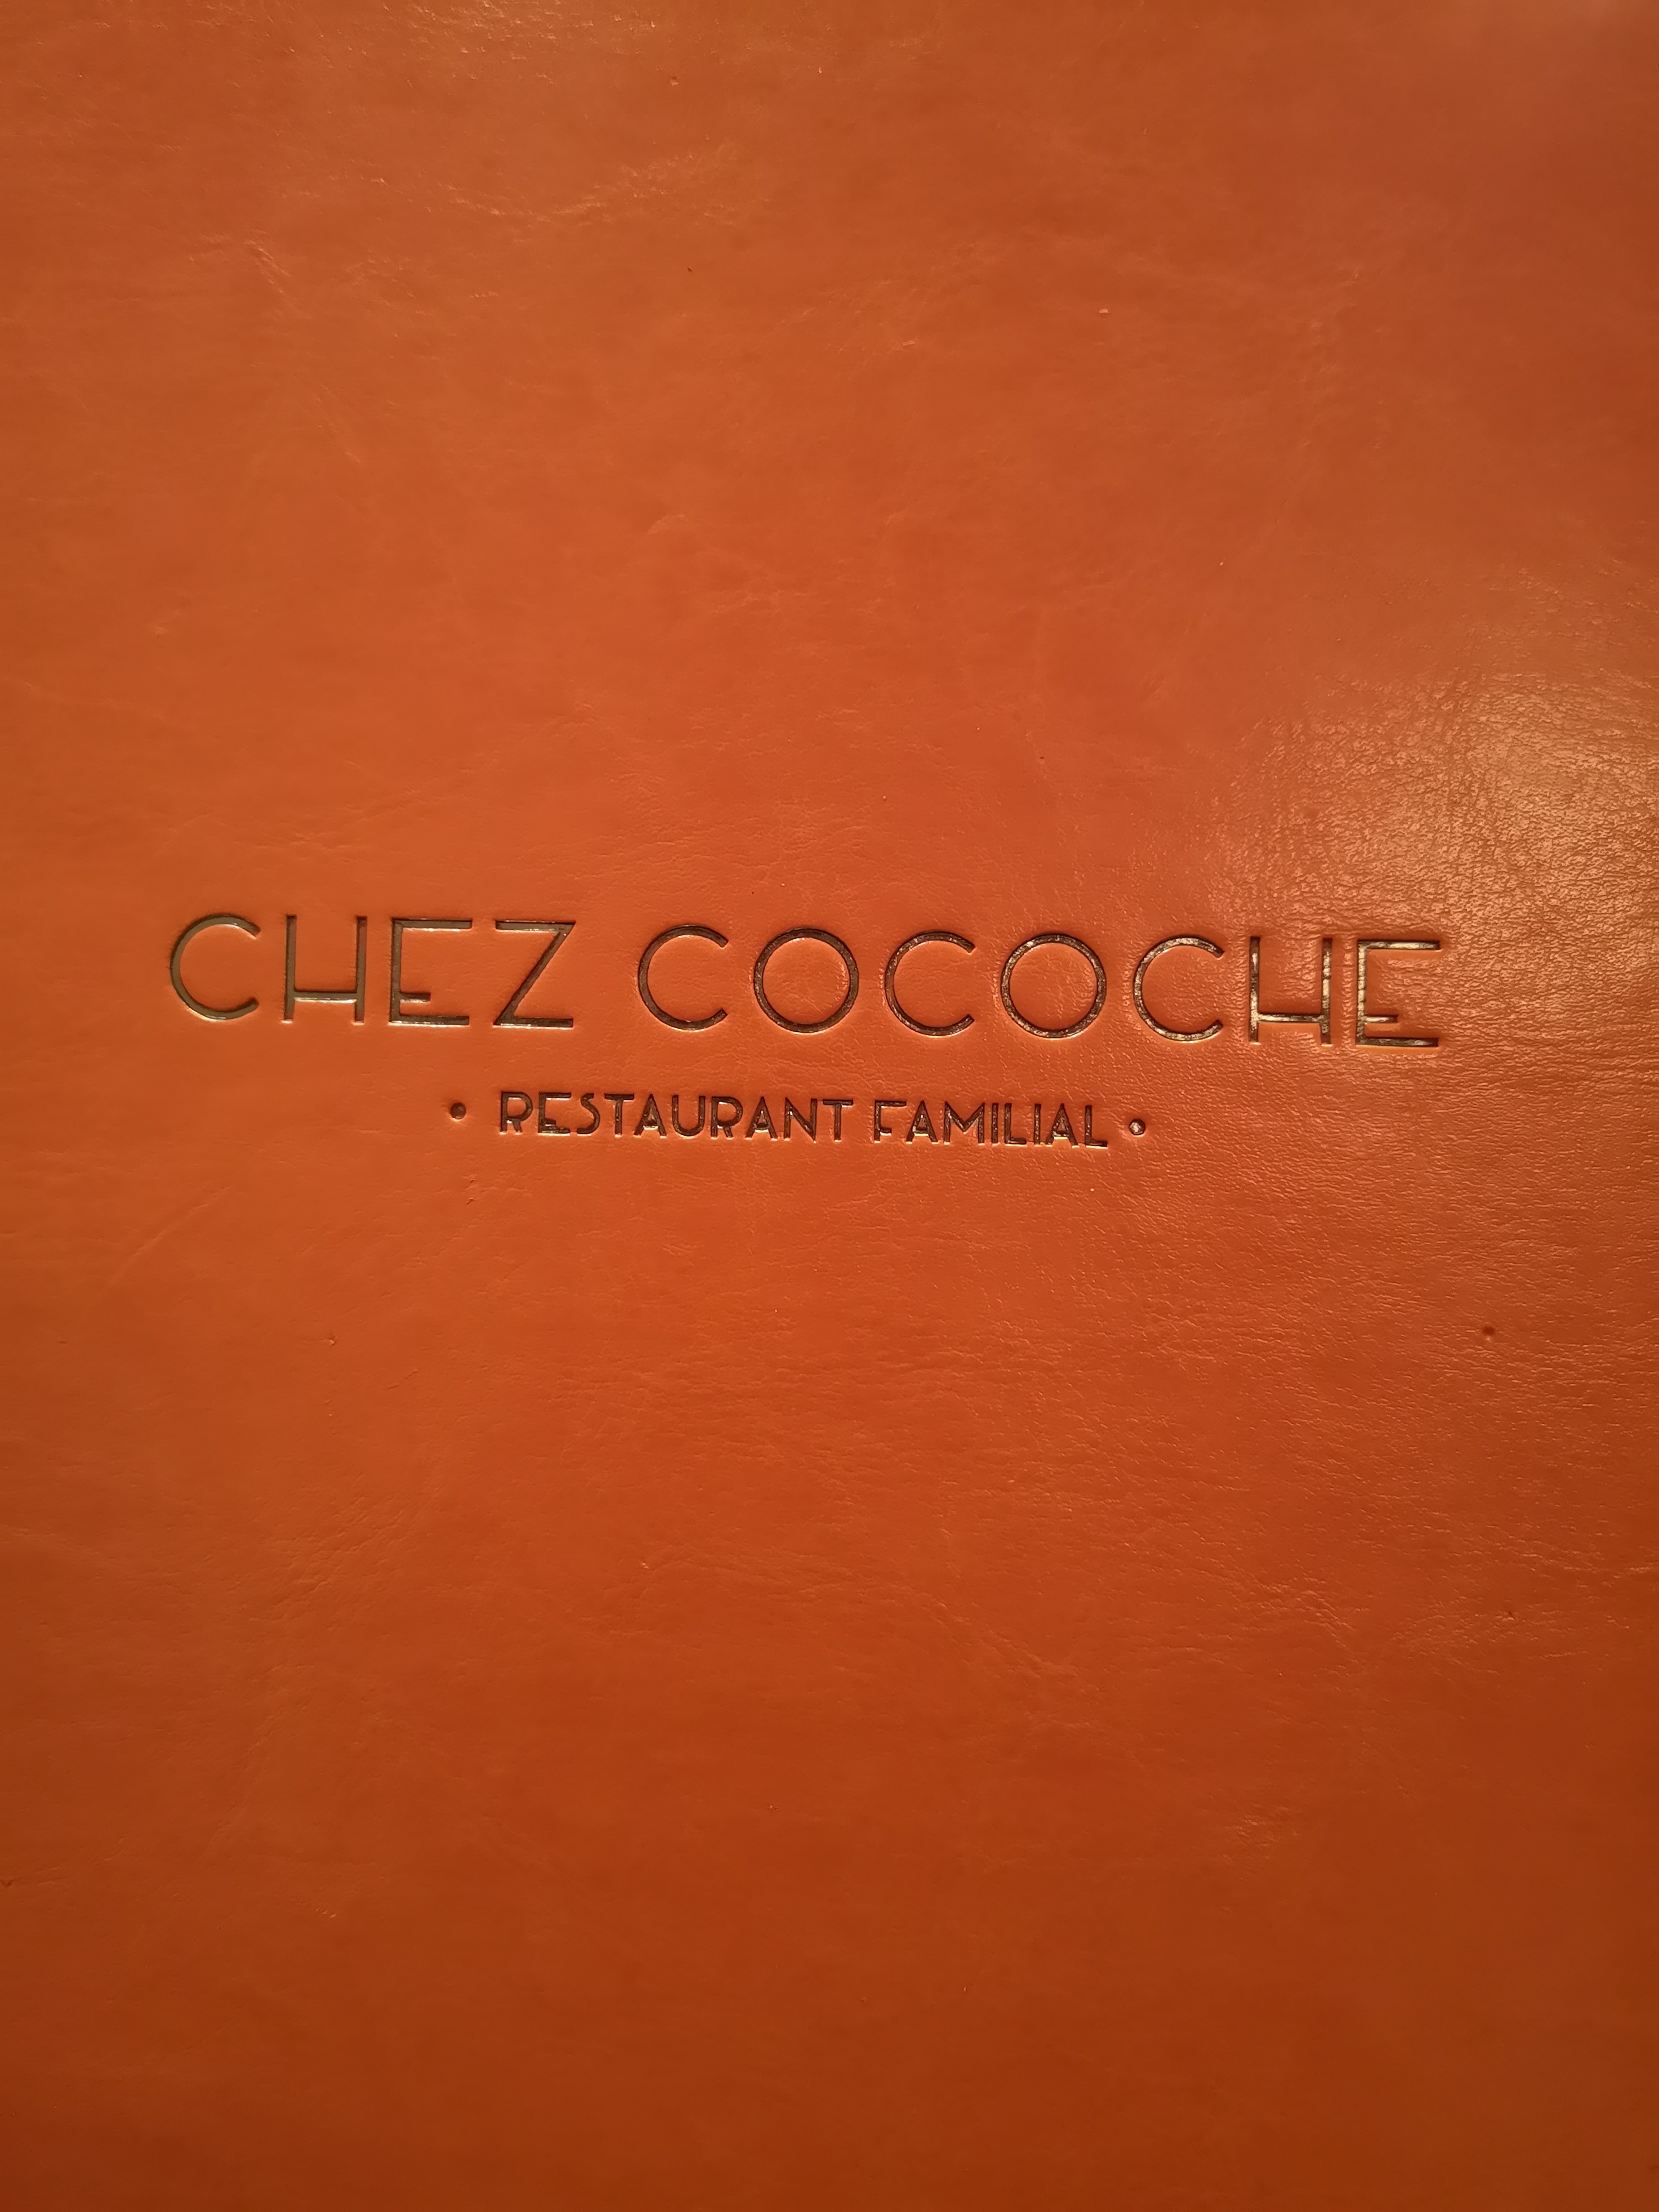 CHEZ COCOCHE
• RESTAURANT FAMILIAL •